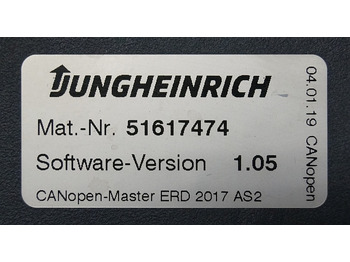 JUNGHEINRICH
Mat.-Nr. 51617474
Software-Version 1.05
CANopen-Master ERD 2017 AS2
04.01.19 CANopen